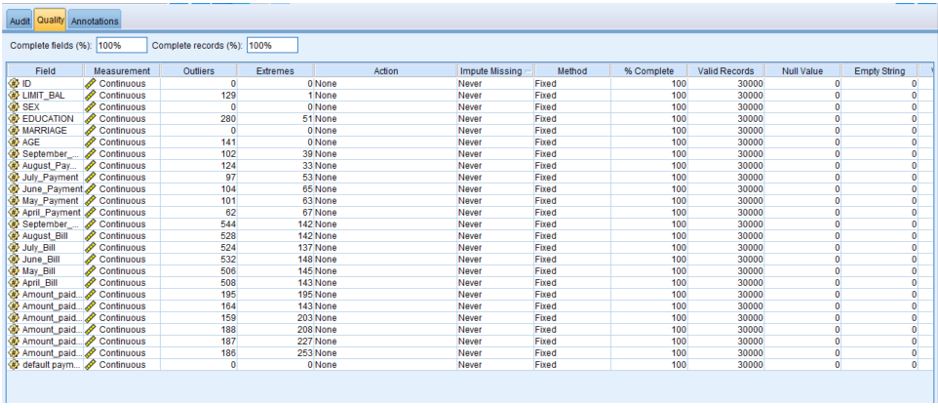 Audit Quality Annotations
Complete fields (%): 100% Complete records (%): 100%
Field Measurement Outliers Extremes Action Impute Missing Method % Complete Valid Records Null Value Empty String
ID Continuous 0 0 None Never Fixed 100 30000 0 0
LIMIT_BAL Continuous 129 1 None Never Fixed 100 30000 0 0
SEX Continuous 0 0 None Never Fixed 100 30000 0 0
EDUCATION Continuous 280 51 None Never Fixed 100 30000 0 0
MARRIAGE Continuous 0 0 None Never Fixed 100 30000 0 0
AGE Continuous 141 0 None Never Fixed 100 30000 0 0
September_... Continuous 102 39 None Never Fixed 100 30000 0 0
August_Pay... Continuous 124 33 None Never Fixed 100 30000 0 0
July_Payment Continuous 97 53 None Never Fixed 100 30000 0 0
June_Payment Continuous 104 65 None Never Fixed 100 30000 0 0
May_Payment Continuous 101 63 None Never Fixed 100 30000 0 0
April_Payment Continuous 62 67 None Never Fixed 100 30000 0 0
September_... Continuous 544 142 None Never Fixed 100 30000 0 0
August_Bill Continuous 528 142 None Never Fixed 100 30000 0 0
July_Bill Continuous 524 137 None Never Fixed 100 30000 0 0
June_Bill Continuous 532 148 None Never Fixed 100 30000 0 0
May_Bill Continuous 506 145 None Never Fixed 100 30000 0 0
April_Bill Continuous 508 143 None Never Fixed 100 30000 0 0
Amount_paid... Continuous 195 195 None Never Fixed 100 30000 0 0
Amount_paid... Continuous 164 143 None Never Fixed 100 30000 0 0
Amount_paid... Continuous 159 203 None Never Fixed 100 30000 0 0
Amount_paid... Continuous 188 208 None Never Fixed 100 30000 0 0
Amount_paid... Continuous 187 227 None Never Fixed 100 30000 0 0
Amount_paid... Continuous 186 253 None Never Fixed 100 30000 0 0
default paym... Continuous 0 0 None Never Fixed 100 30000 0 0